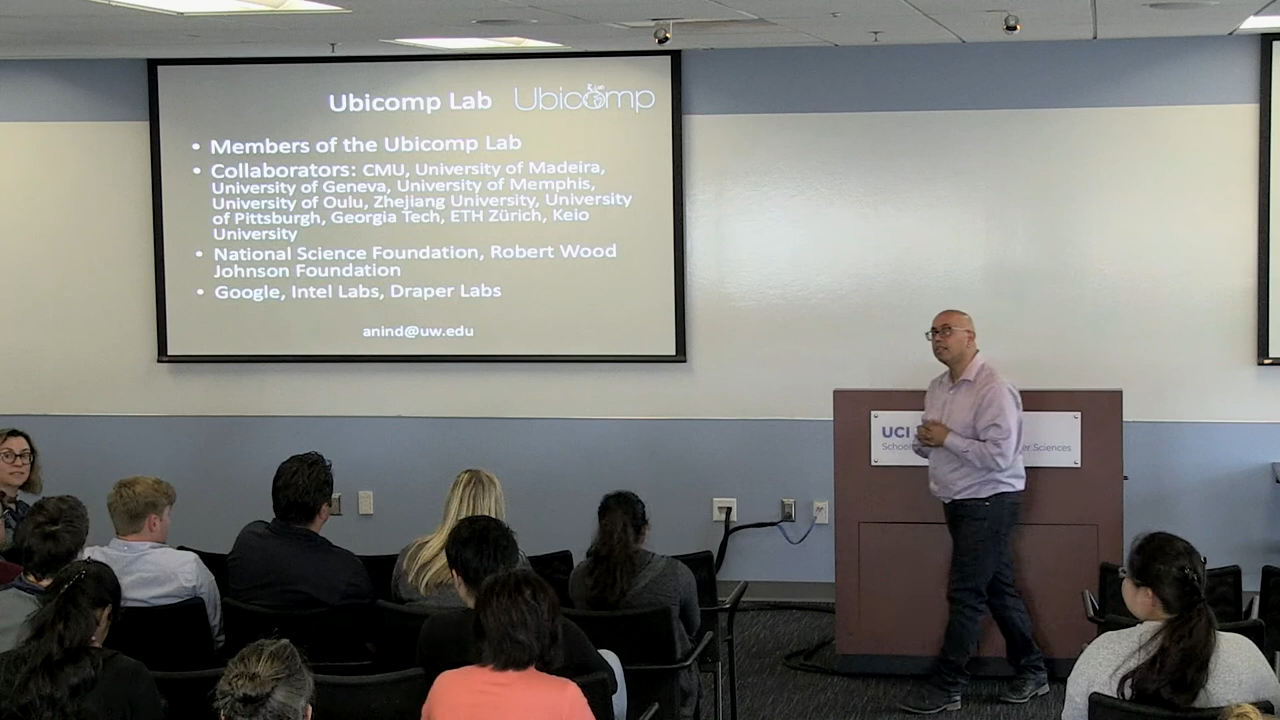 Ubicomp Lab Ubicomp
• Members of the Ubicomp Lab
• Collaborators: CMU, University of Madeira,
University of Geneva, University of Memphis,
University of Oulu, Zhejiang University, University
of Pittsburgh, Georgia Tech, ETH Zürich, Keio
University
• National Science Foundation, Robert Wood
Johnson Foundation
• Google, Intel Labs, Draper Labs
anind@uw.edu
UCI
Sciences